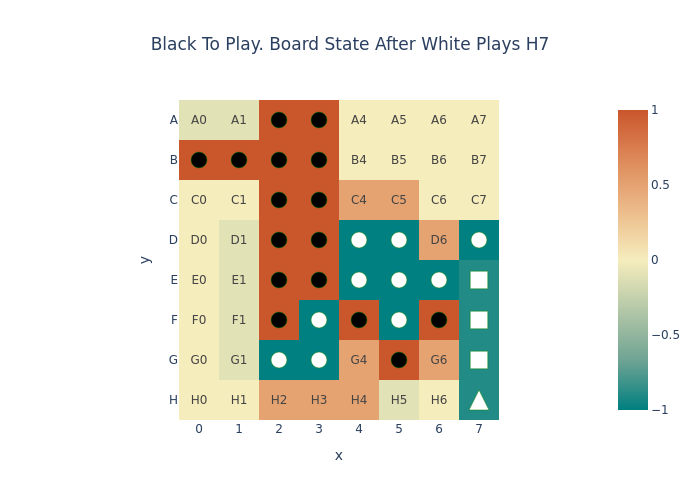 Black To Play. Board State After White Plays H7
A A0 A1 A4 A5 A6 A7 1
B B4 B5 B6 B7
C C0 C1 C4 C5 C6 C7 0.5
D D0 D1 D6
y
E E0 E1 0
F F0 F1 −0.5
G G0 G1 G4 G6
H H0 H1 H2 H3 H4 H5 H6 −1
0 1 2 3 4 5 6 7
x